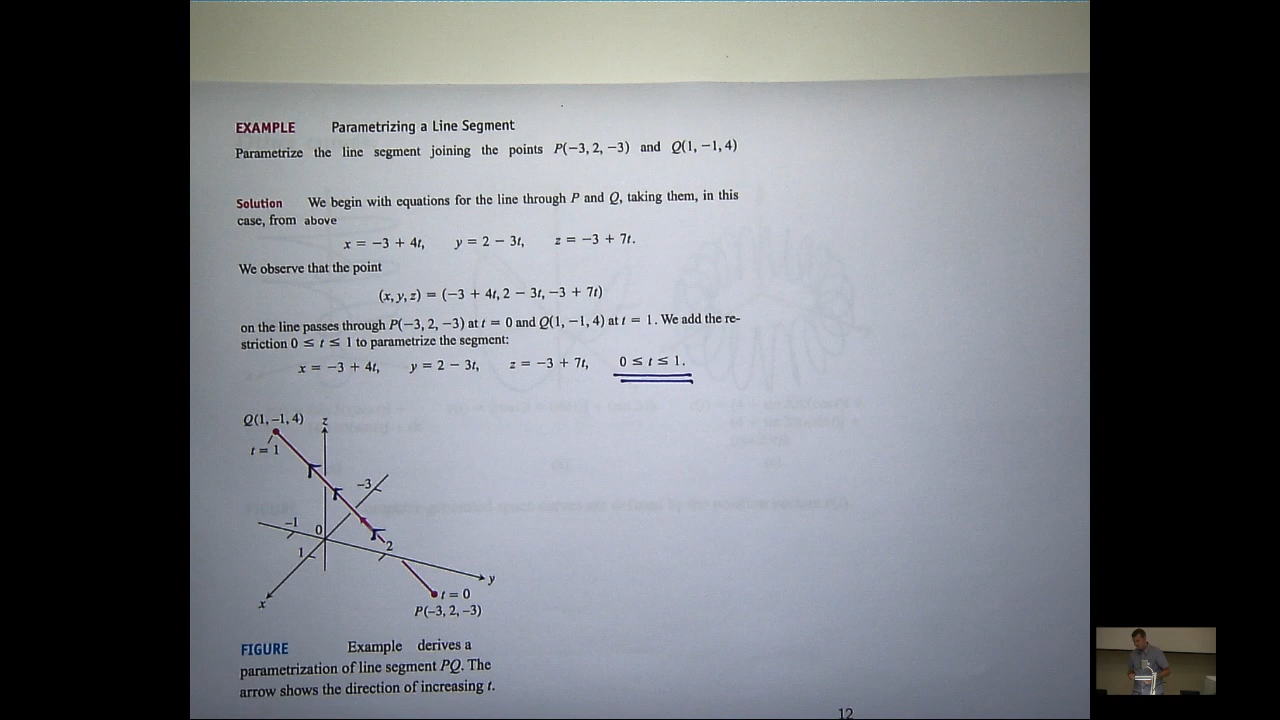 EXAMPLE Parametrizing a Line Segment
Parametrize the line segment joining the points P(−3, 2, −3) and Q(1, −1, 4)
Solution We begin with equations for the line through P and Q, taking them, in this
case, from above
x = −3 + 4t, y = 2 − 3t, z = −3 + 7t.
We observe that the point
(x, y, z) = (−3 + 4t, 2 − 3t, −3 + 7t)
on the line passes through P(−3, 2, −3) at t = 0 and Q(1, −1, 4) at t = 1. We add the re-
striction 0 ≤ t ≤ 1 to parametrize the segment:
x = −3 + 4t, y = 2 − 3t, z = −3 + 7t, 0 ≤ t ≤ 1.
Q(1, −1, 4)
z
t = 1
−3
−1
0
1
2
y
x
t = 0
P(−3, 2, −3)
FIGURE Example derives a
parametrization of line segment PQ. The
arrow shows the direction of increasing t.
12